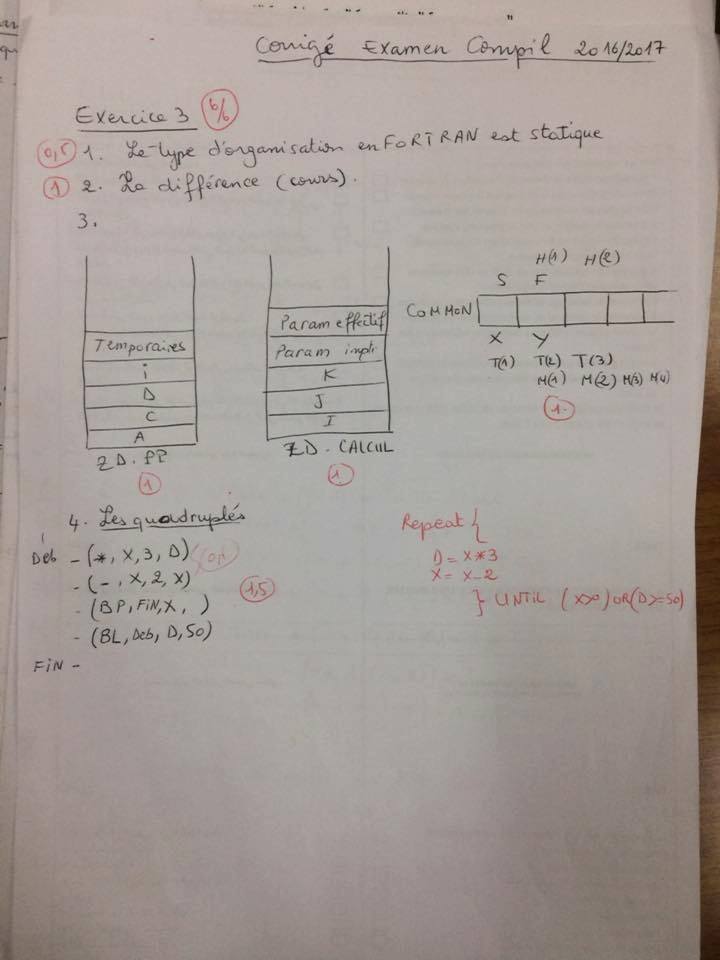 Corrigé Examen Compil 2016/2017
Exercice 3 6/6
0,5 1. Le type d'organisation en FORTRAN est statique
1 2. La différence (cours).
3.
Temporaires
i
D
C
A
ZD. PP
1
Param effectif
Param impli
K
J
I
ZD. CALCUL
1
H(1) H(2)
S F
COMMON
X Y
T(1) T(2) T(3)
M(1) M(2) M(3) M(4)
1
4. Les quadruplés
Deb - (*, X, 3, D)
- (-, X, 2, X)
- (BP, FIN, X, )
- (BL, Deb, D, 50)
FIN -
1,5
Repeat {
D = X*3
X = X-2
} UNTIL (X>0) OR (D>=50)